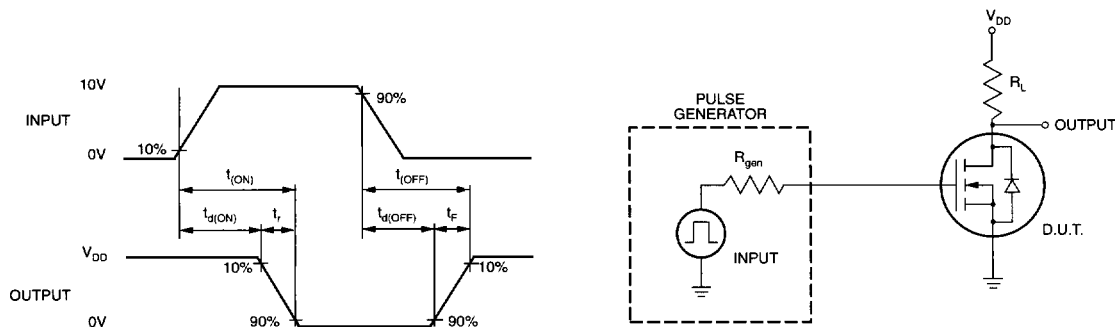 10V
INPUT
0V
10%
90%
t(ON)
t(OFF)
td(ON)
tr
td(OFF)
tF
VDD
OUTPUT
0V
10%
90%
90%
10%
PULSE
GENERATOR
Rgen
INPUT
VDD
RL
OUTPUT
D.U.T.